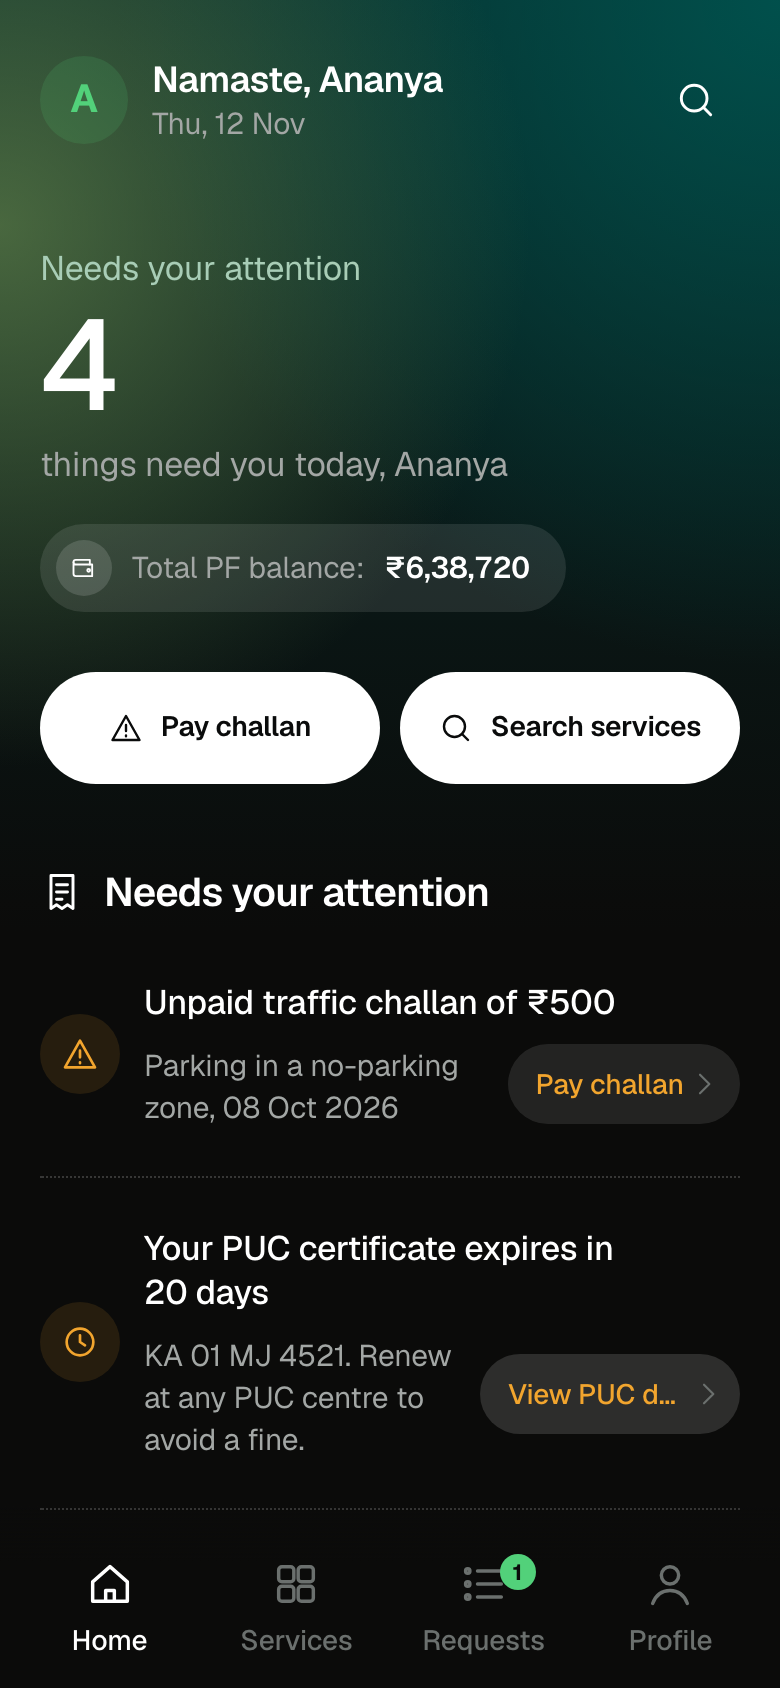 A
Namaste, Ananya
Thu, 12 Nov
Needs your attention
4
things need you today, Ananya
Total PF balance: ₹6,38,720
Pay challan
Search services
Needs your attention
Unpaid traffic challan of ₹500
Parking in a no-parking
zone, 08 Oct 2026
Pay challan
Your PUC certificate expires in
20 days
KA 01 MJ 4521. Renew
at any PUC centre to
avoid a fine.
View PUC d...
1
Home
Services
Requests
Profile